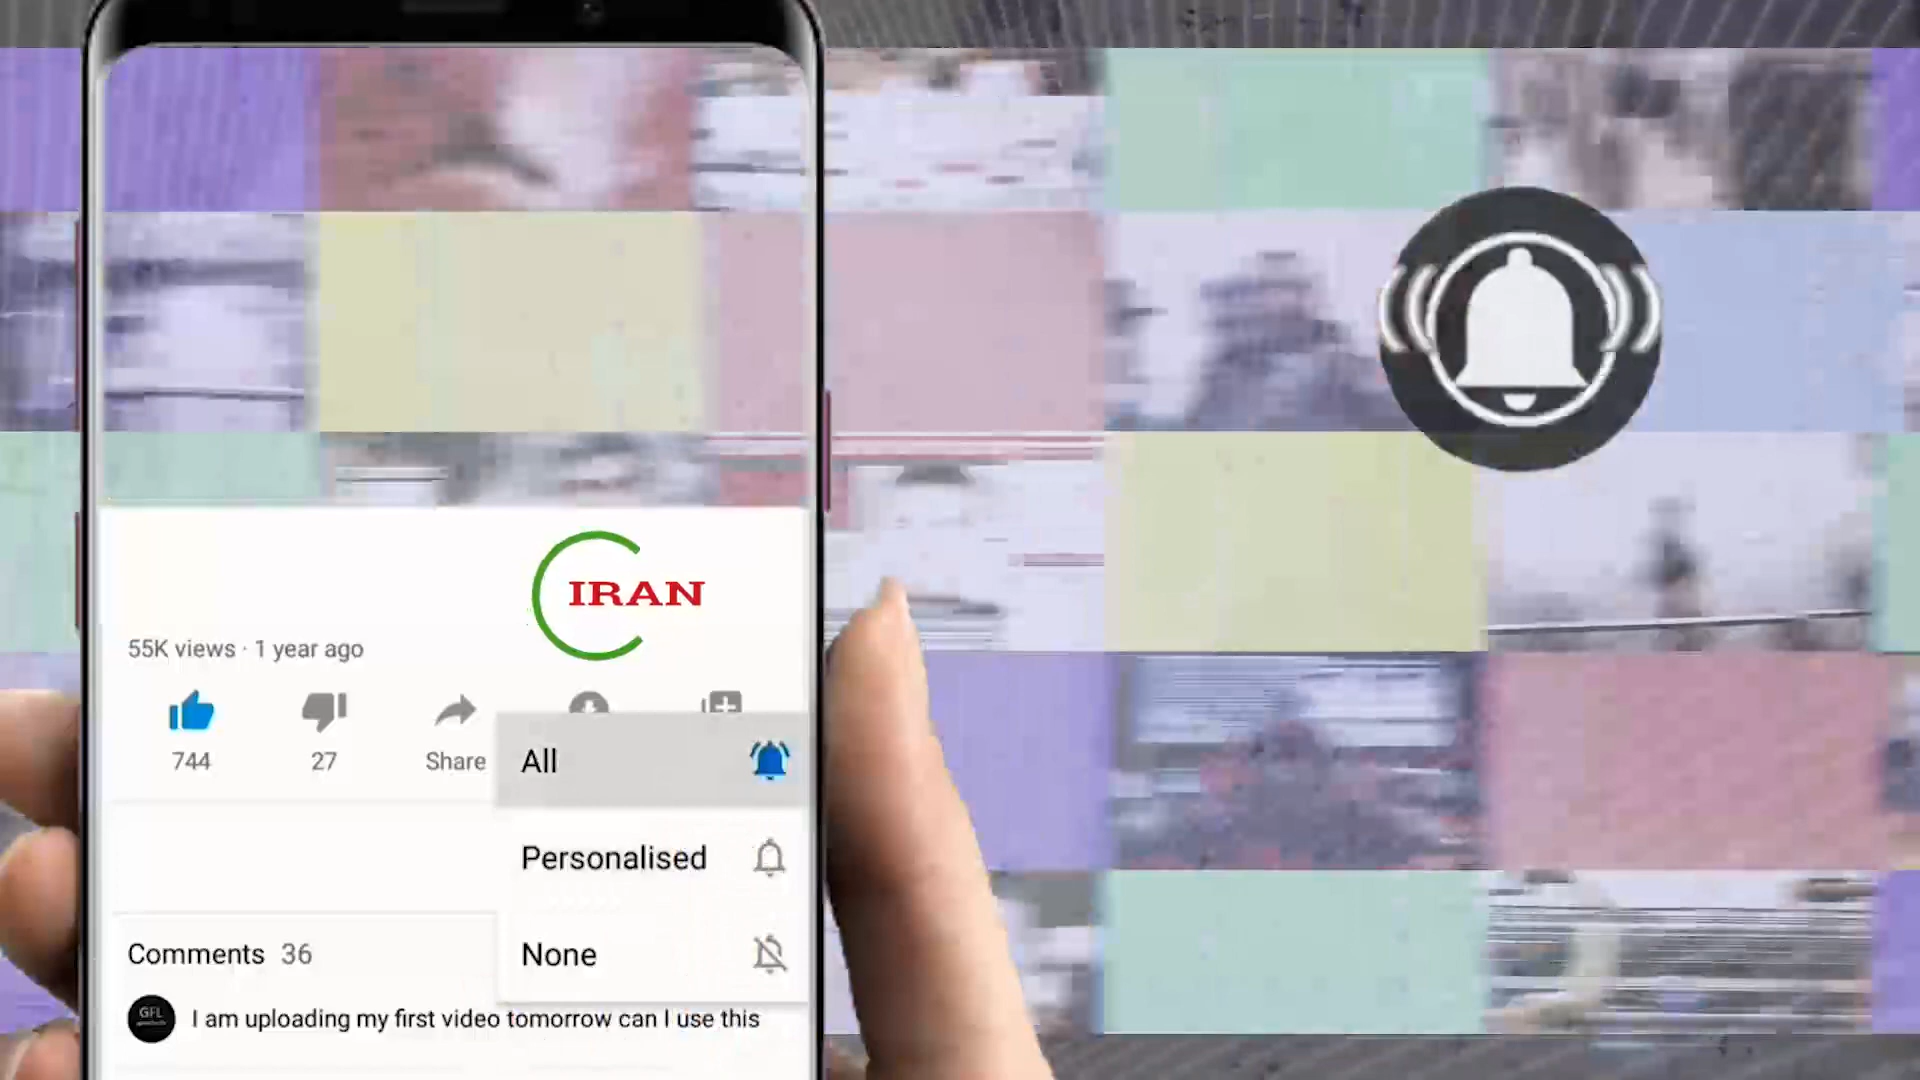 IRAN
55K views · 1 year ago
744
27
Share
All
Personalised
None
Comments 36
GFL
I am uploading my first video tomorrow can I use this